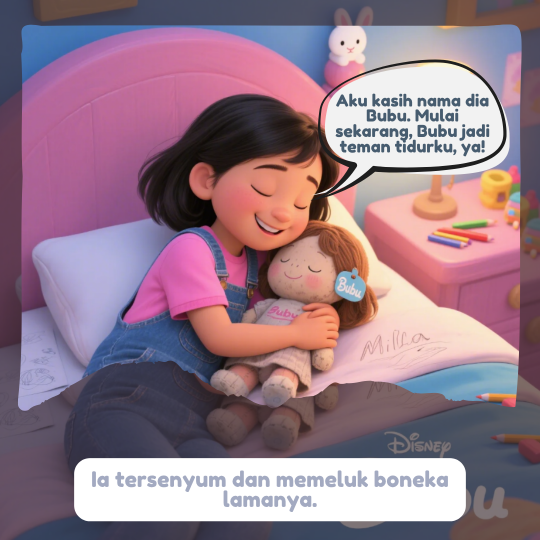 Aku kasih nama dia
Bubu. Mulai
sekarang, Bubu jadi
teman tidurku, ya!
Bubu
Bubu
Milla
Disney
Ia tersenyum dan memeluk boneka
lamanya.